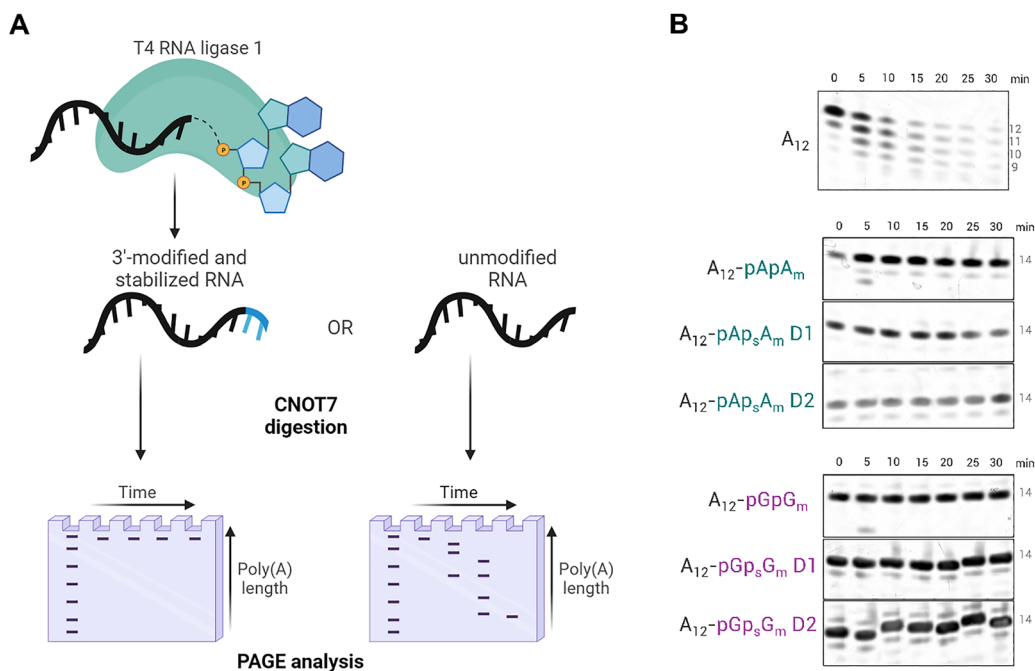 A
T4 RNA ligase 1
P
P
3'-modified and
stabilized RNA
OR
unmodified
RNA
CNOT7
digestion
Time
Poly(A)
length
Time
Poly(A)
length
PAGE analysis
B
0 5 10 15 20 25 30 min
A12
12
11
10
9
0 5 10 15 20 25 30 min
A12-pApAm 14
A12-pApsAm D1 14
A12-pApsAm D2 14
0 5 10 15 20 25 30 min
A12-pGpGm 14
A12-pGpsGm D1 14
A12-pGpsGm D2 14